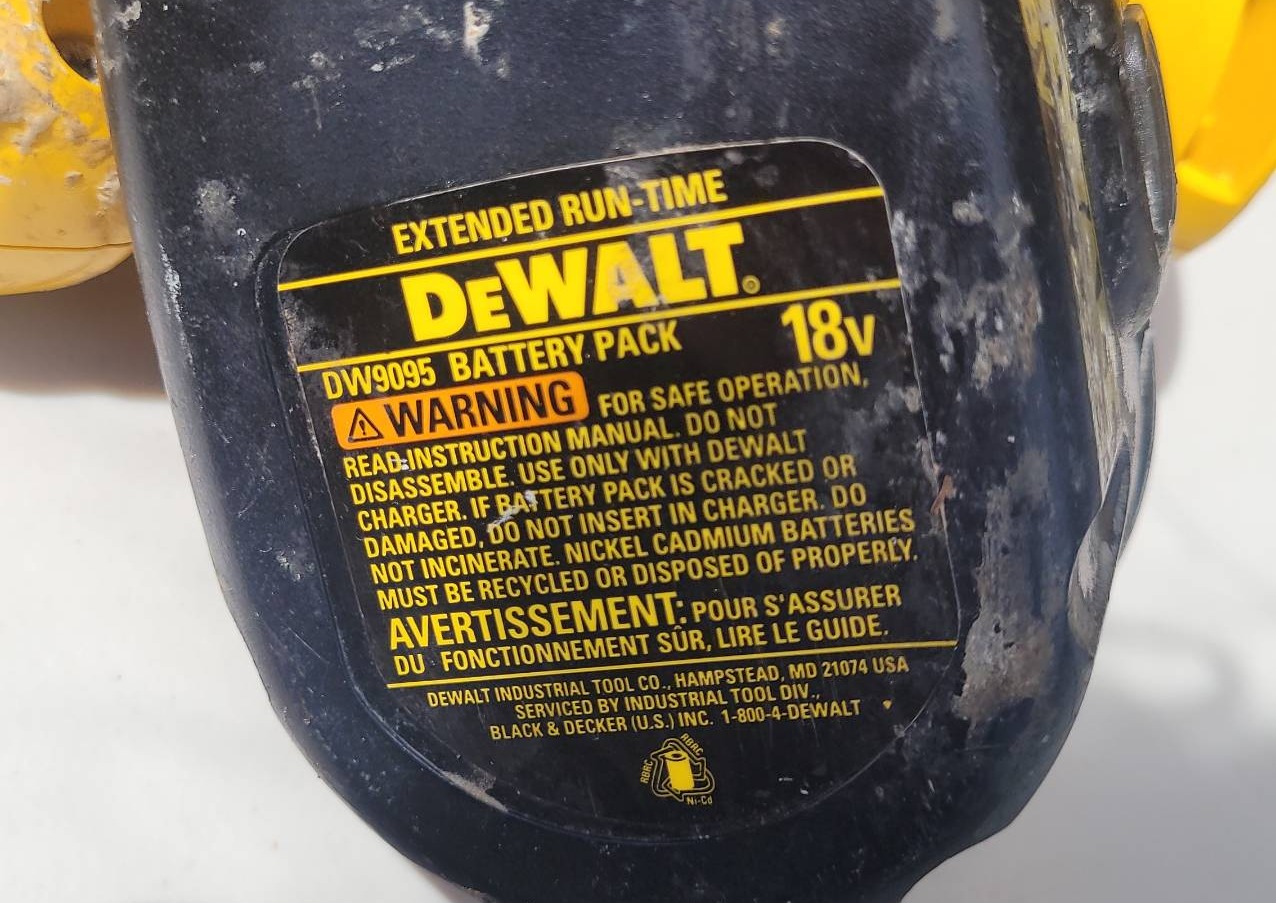 EXTENDED RUN-TIME
DEWALT®
DW9095 BATTERY PACK 18V
⚠ WARNING FOR SAFE OPERATION,
READ INSTRUCTION MANUAL. DO NOT
DISASSEMBLE. USE ONLY WITH DEWALT
CHARGER. IF BATTERY PACK IS CRACKED OR
DAMAGED, DO NOT INSERT IN CHARGER. DO
NOT INCINERATE. NICKEL CADMIUM BATTERIES
MUST BE RECYCLED OR DISPOSED OF PROPERLY.
AVERTISSEMENT: POUR S'ASSURER
DU FONCTIONNEMENT SÛR, LIRE LE GUIDE.
DEWALT INDUSTRIAL TOOL CO., HAMPSTEAD, MD 21074 USA
SERVICED BY INDUSTRIAL TOOL DIV.,
BLACK & DECKER (U.S.) INC. 1-800-4-DEWALT
RBRC RBRC
Ni-Cd